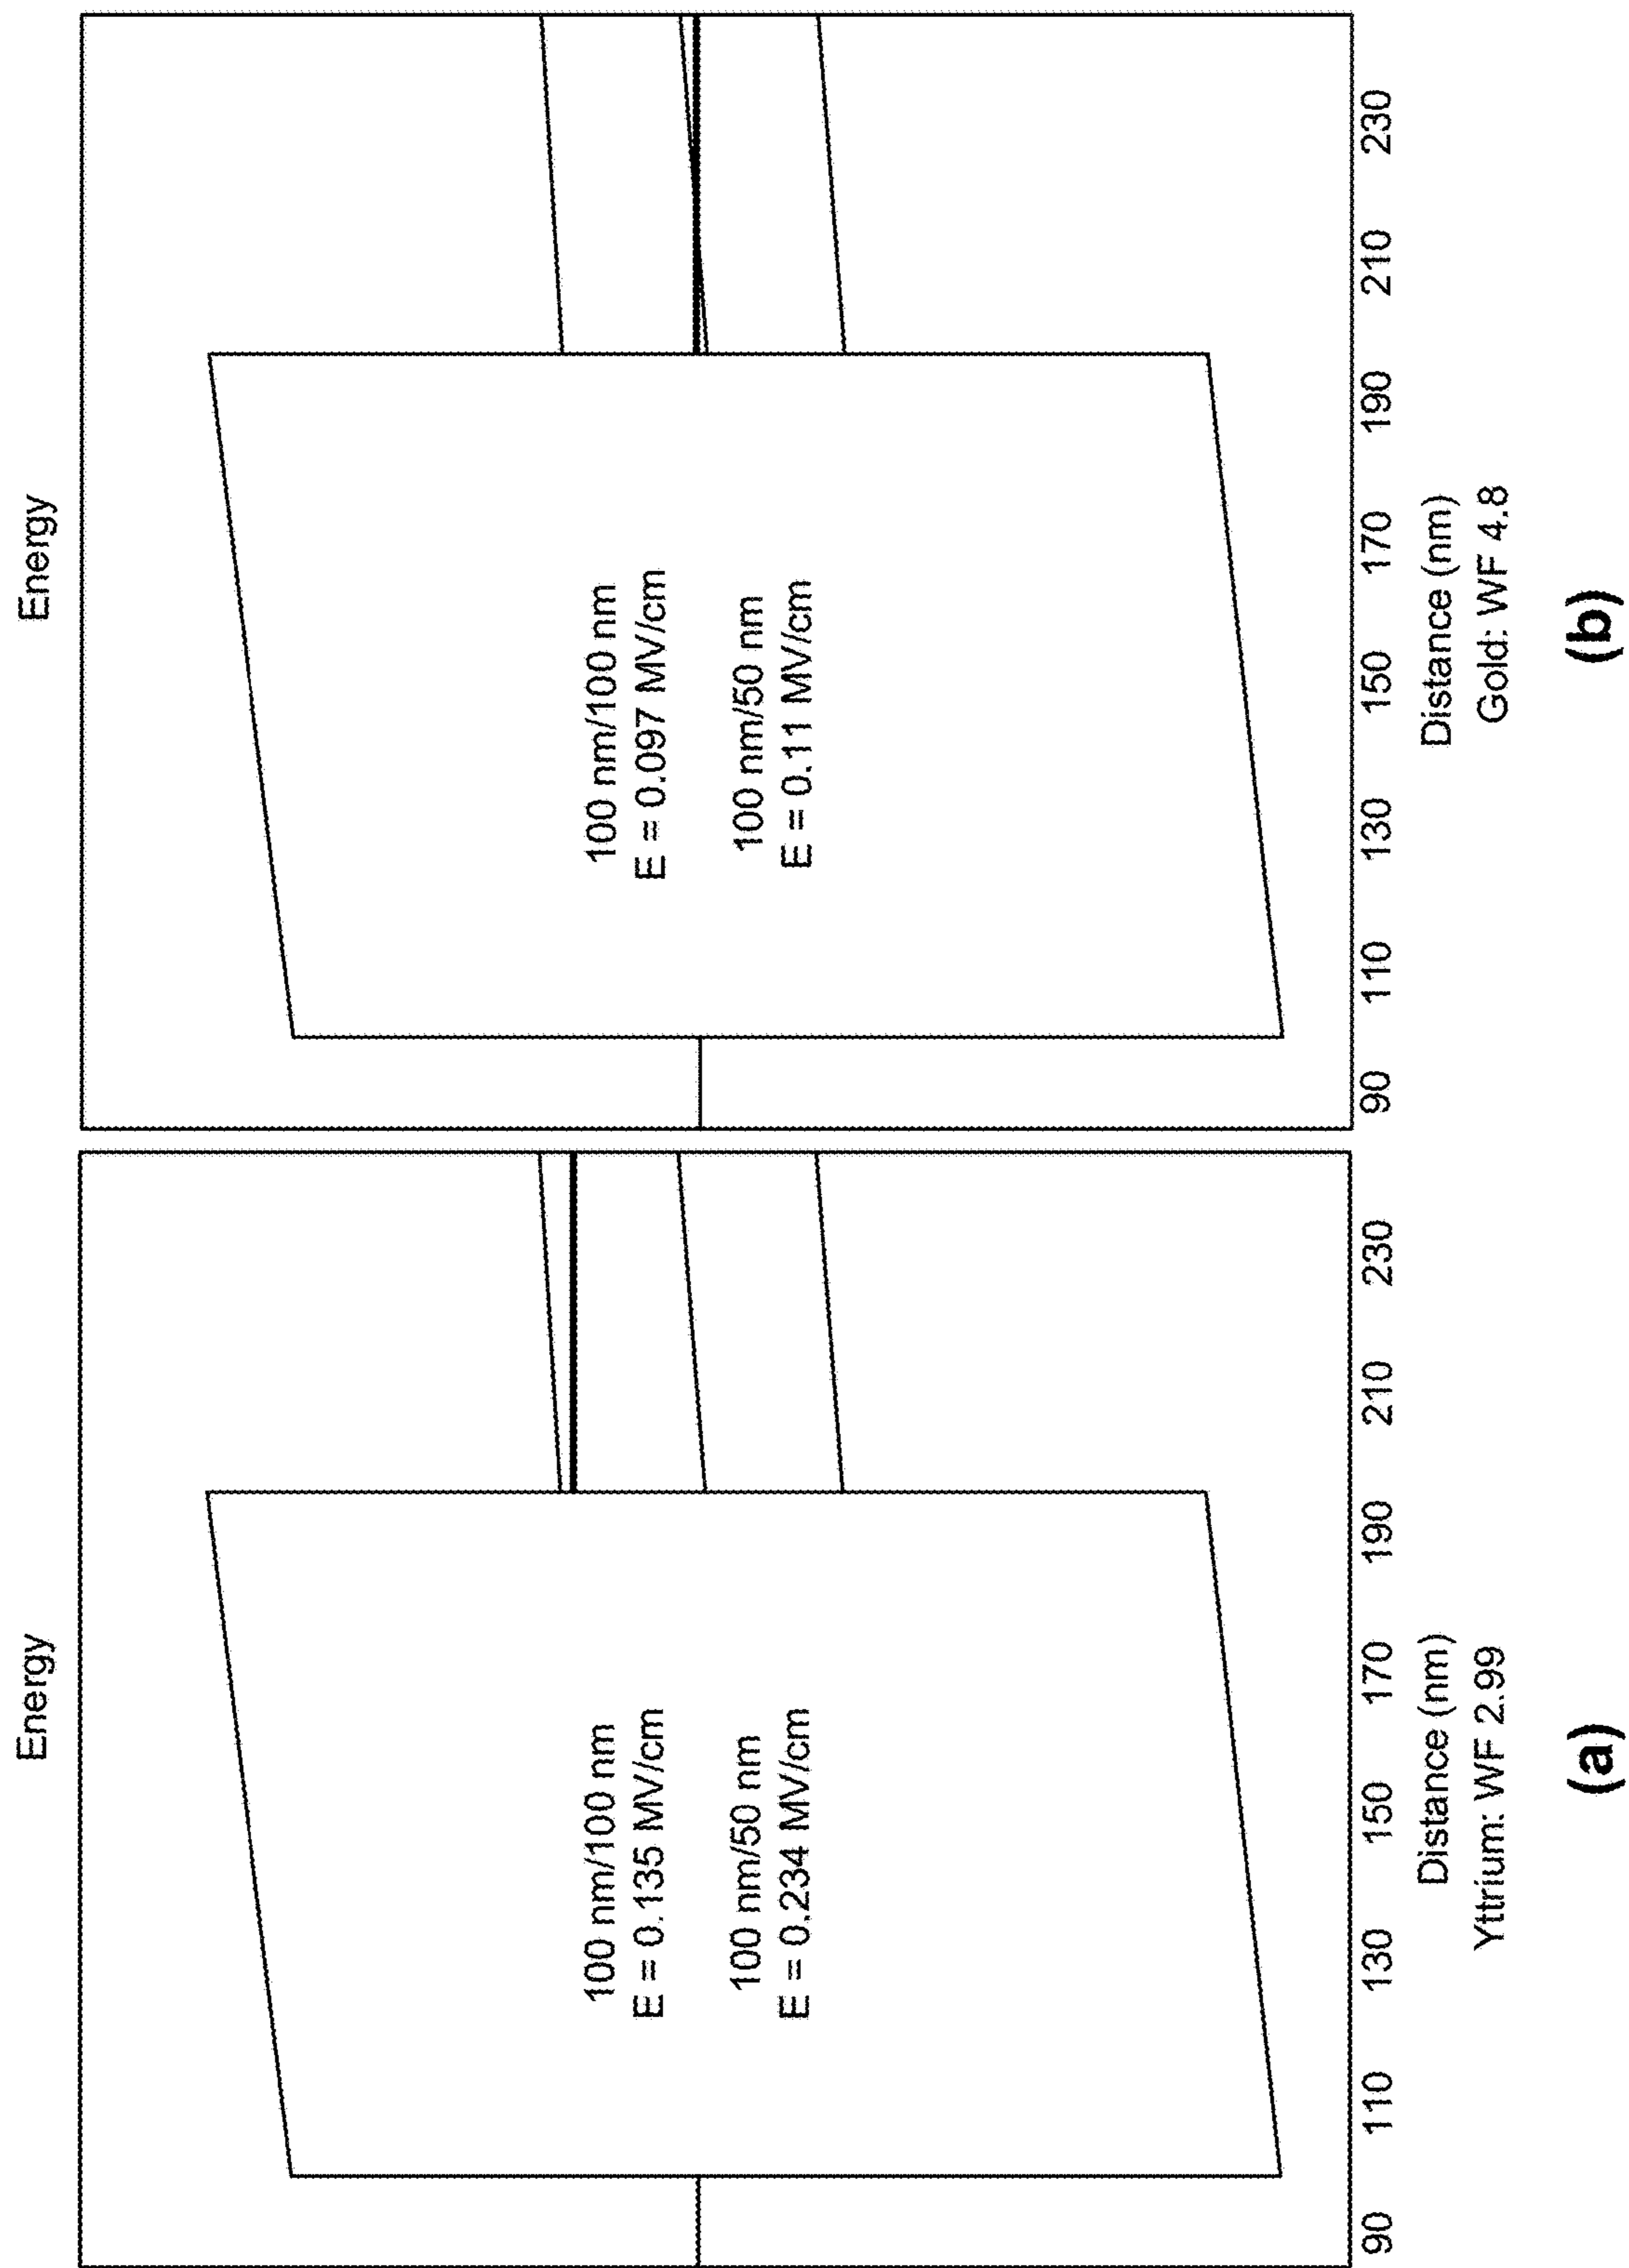 Energy
100 nm/100 nm
E = 0.135 MV/cm
100 nm/50 nm
E = 0.234 MV/cm
90 110 130 150 170 190 210 230
Distance (nm)
Yttrium: WF 2.99
(a)
Energy
100 nm/100 nm
E = 0.097 MV/cm
100 nm/50 nm
E = 0.11 MV/cm
90 110 130 150 170 190 210 230
Distance (nm)
Gold: WF 4.8
(b)